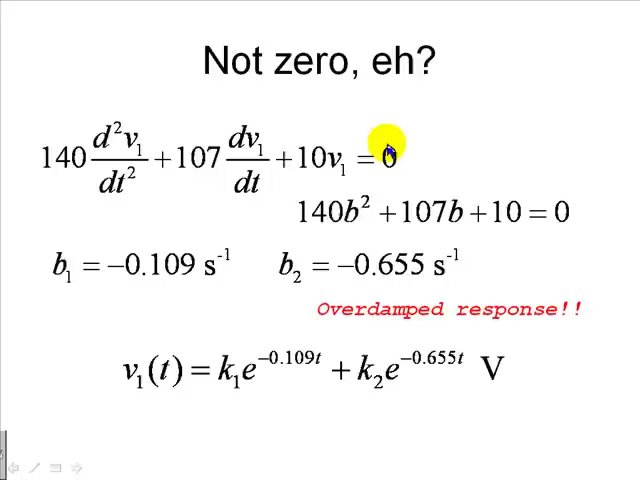 Not zero, eh?
140 d²v₁/dt² + 107 dv₁/dt + 10v₁ = 0
140b² + 107b + 10 = 0
b₁ = −0.109 s⁻¹ b₂ = −0.655 s⁻¹
Overdamped response!!
v₁(t) = k₁e^(−0.109t) + k₂e^(−0.655t) V